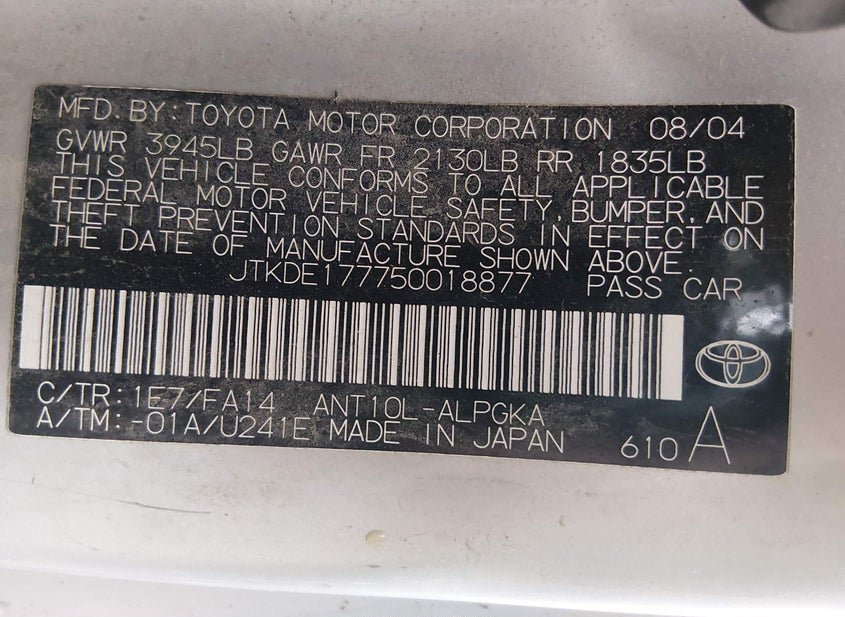 MFD. BY: TOYOTA MOTOR CORPORATION 08/04
GVWR 3945LB GAWR FR 2130LB RR 1835LB
THIS VEHICLE CONFORMS TO ALL APPLICABLE
FEDERAL MOTOR VEHICLE SAFETY, BUMPER, AND
THEFT PREVENTION STANDARDS IN EFFECT ON
THE DATE OF MANUFACTURE SHOWN ABOVE.
JTKDE177750018877 PASS CAR
C/TR: 1E7/FA14 ANT10L-ALPGKA
A/TM: -01A/U241E MADE IN JAPAN 610 A